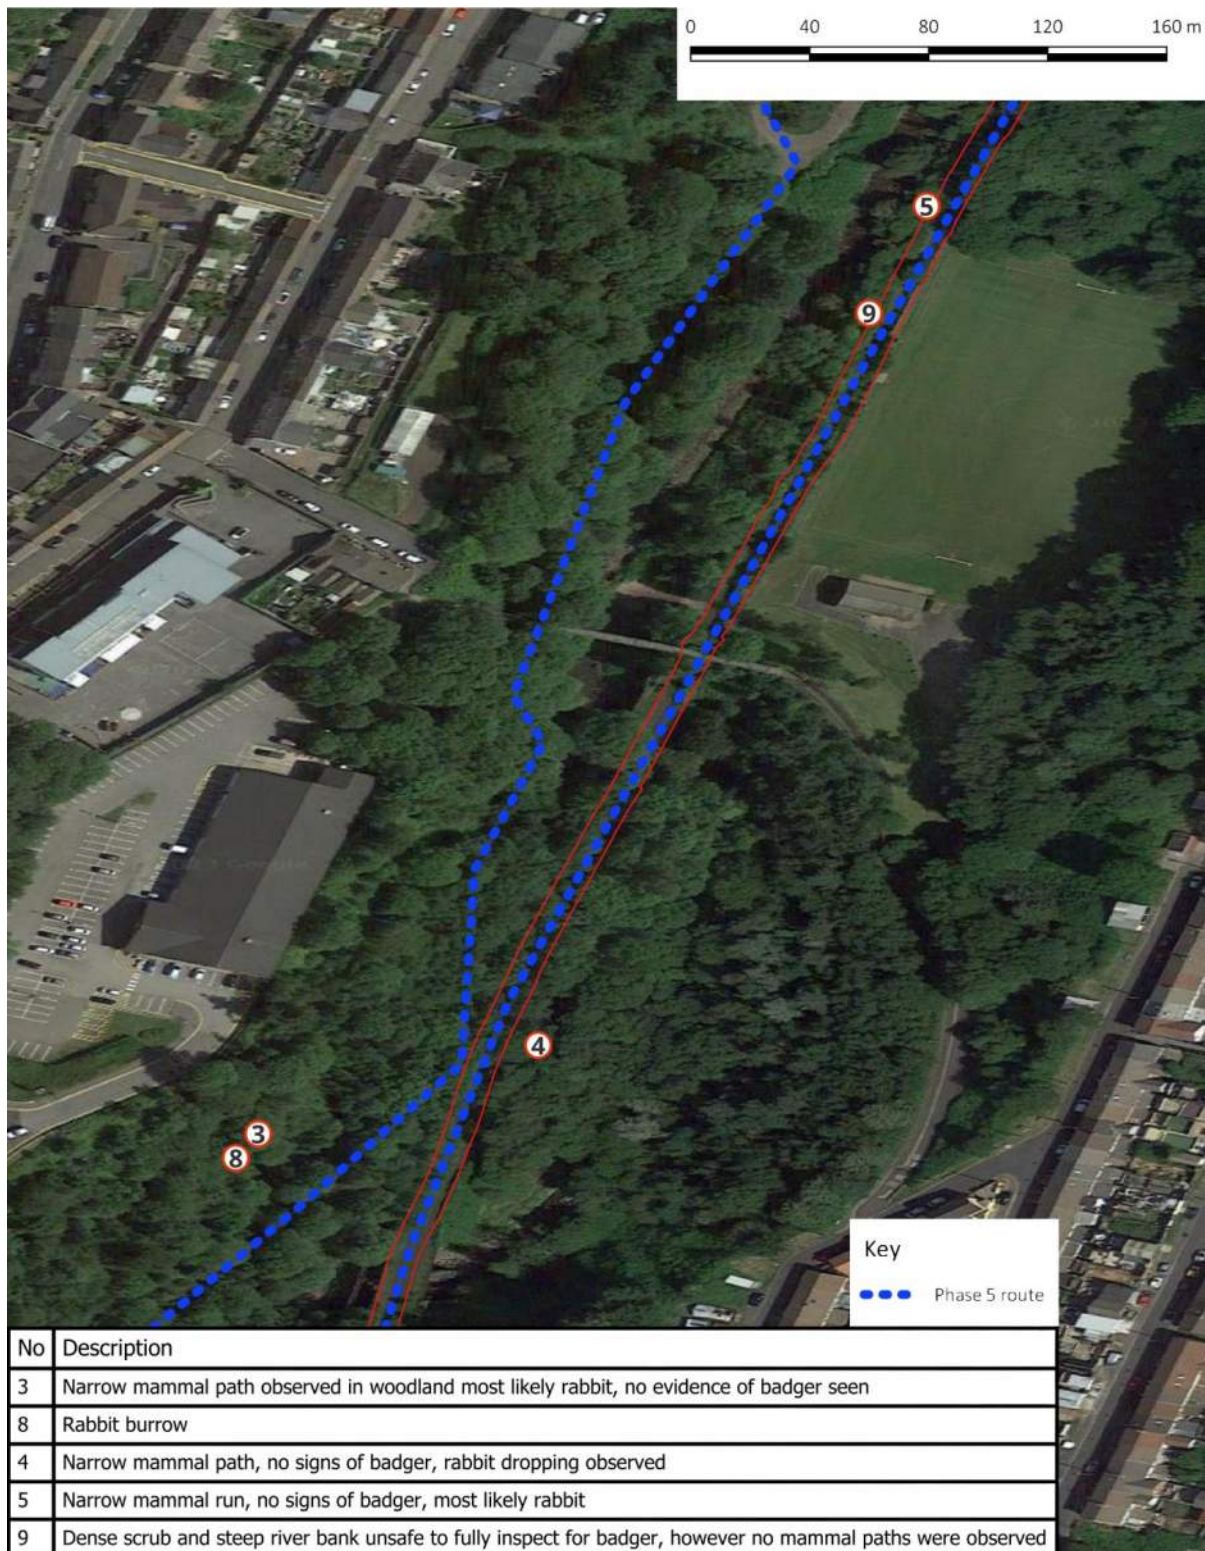 0 40 80 120 160 m
5
9
4
3
8
Key
Phase 5 route
No Description
3 Narrow mammal path observed in woodland most likely rabbit, no evidence of badger seen
8 Rabbit burrow
4 Narrow mammal path, no signs of badger, rabbit dropping observed
5 Narrow mammal run, no signs of badger, most likely rabbit
9 Dense scrub and steep river bank unsafe to fully inspect for badger, however no mammal paths were observed